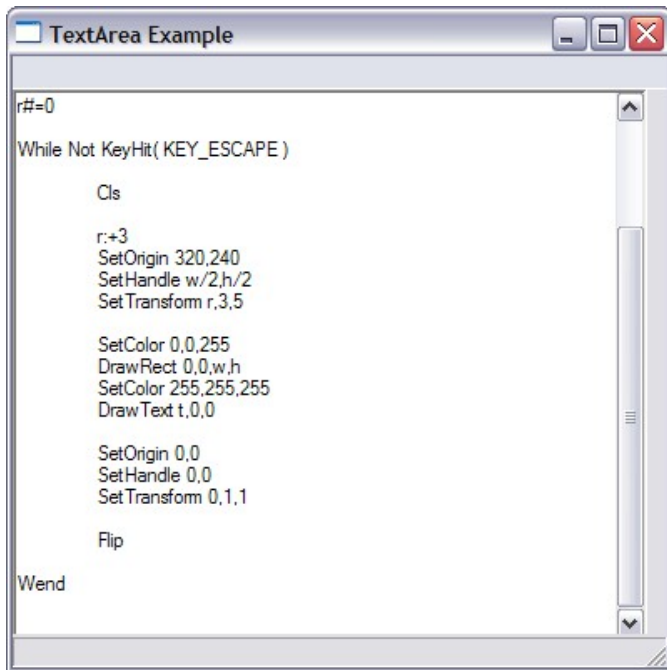 TextArea Example
r#=0
While Not KeyHit( KEY_ESCAPE )
Cls
r:+3
SetOrigin 320,240
SetHandle w/2,h/2
SetTransform r,3,5
SetColor 0,0,255
DrawRect 0,0,w,h
SetColor 255,255,255
DrawText t,0,0
SetOrigin 0,0
SetHandle 0,0
SetTransform 0,1,1
Flip
Wend